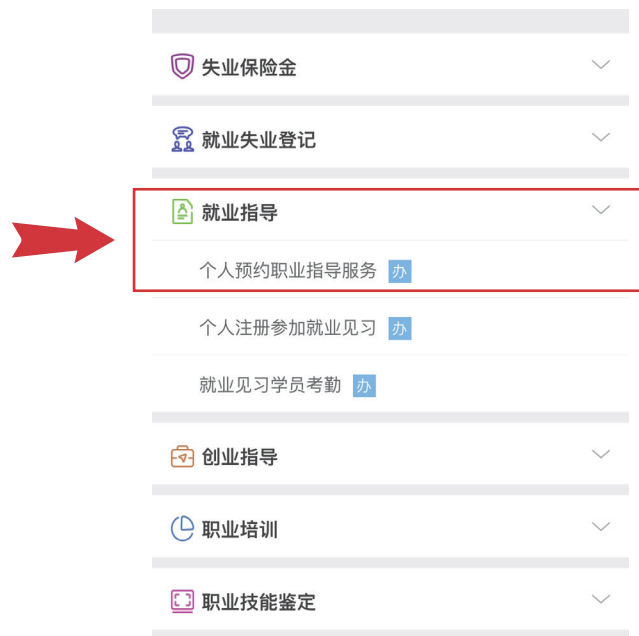 失业保险金
就业失业登记
就业指导
个人预约职业指导服务 办
个人注册参加就业见习 办
就业见习学员考勤 办
创业指导
职业培训
职业技能鉴定